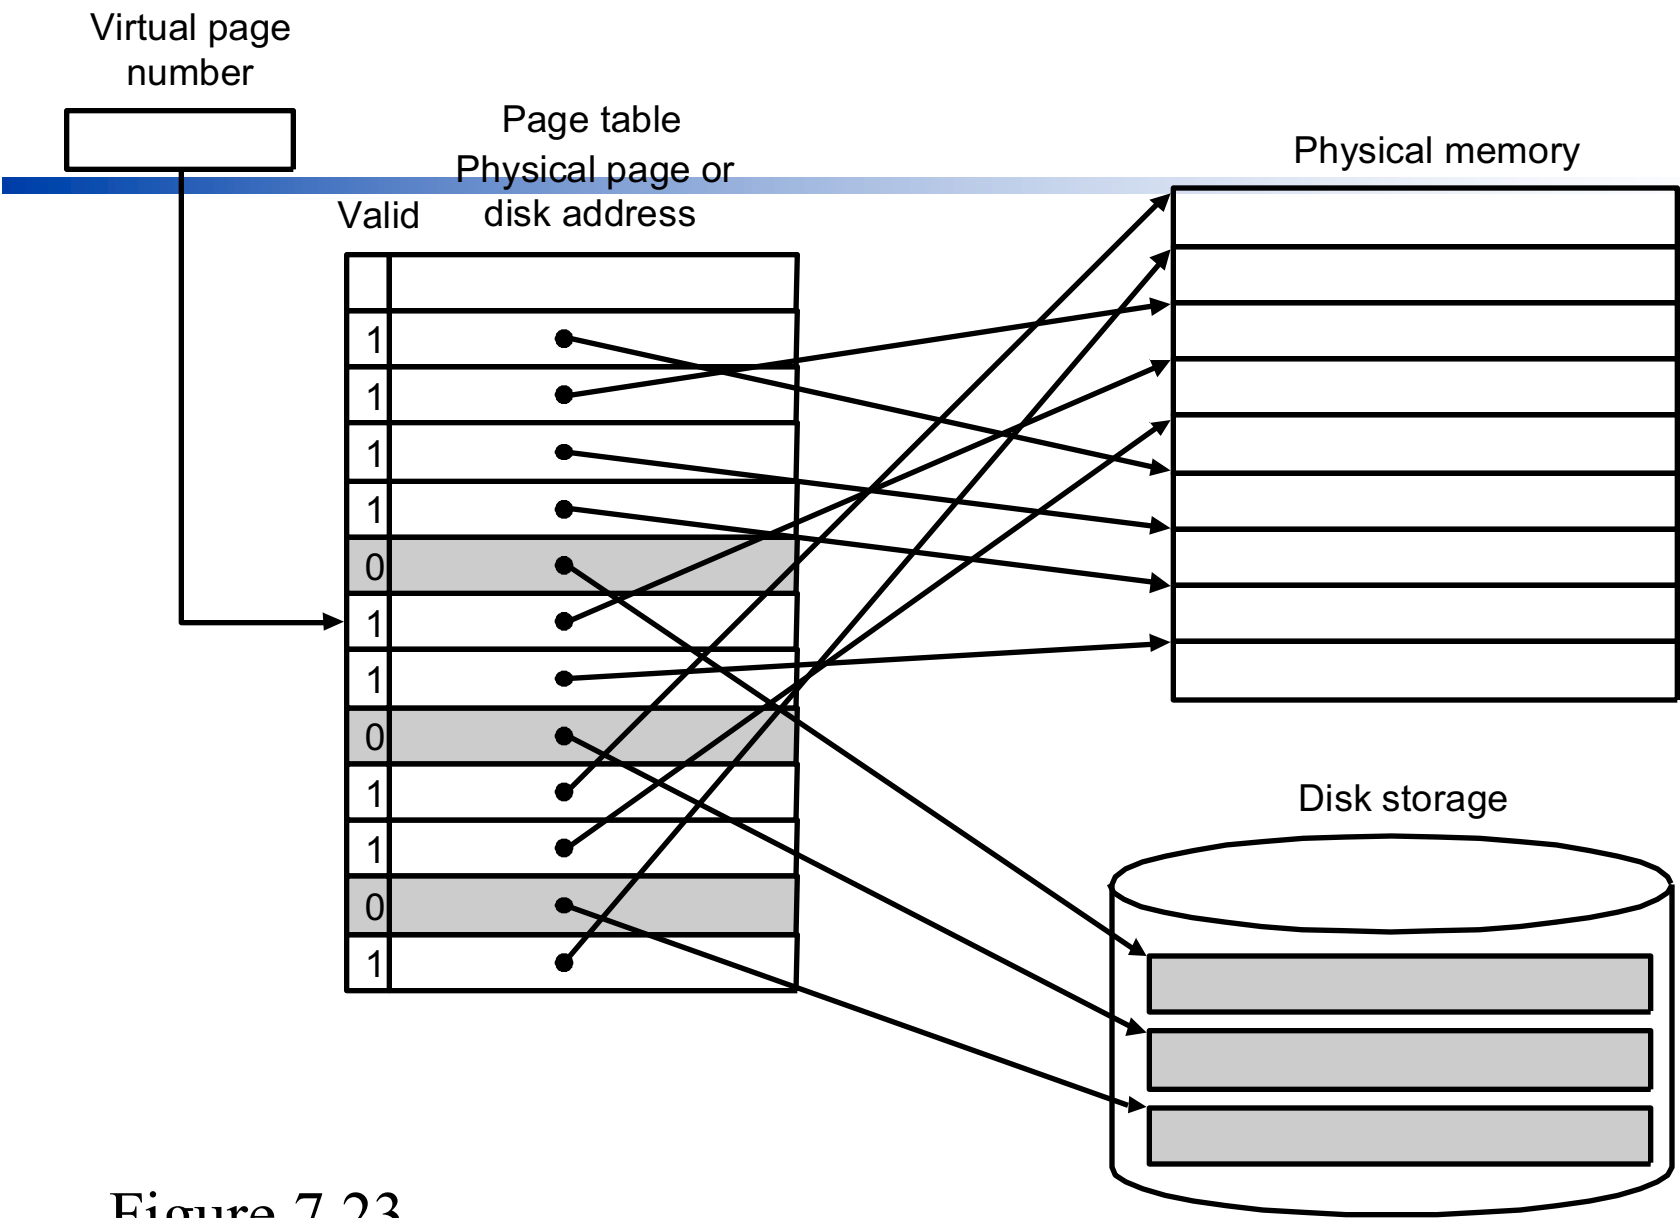 Virtual page
number
Page table
Physical page or
disk address
Valid
Physical memory
1
1
1
1
0
1
1
0
1
1
0
1
Disk storage
Figure 7.23